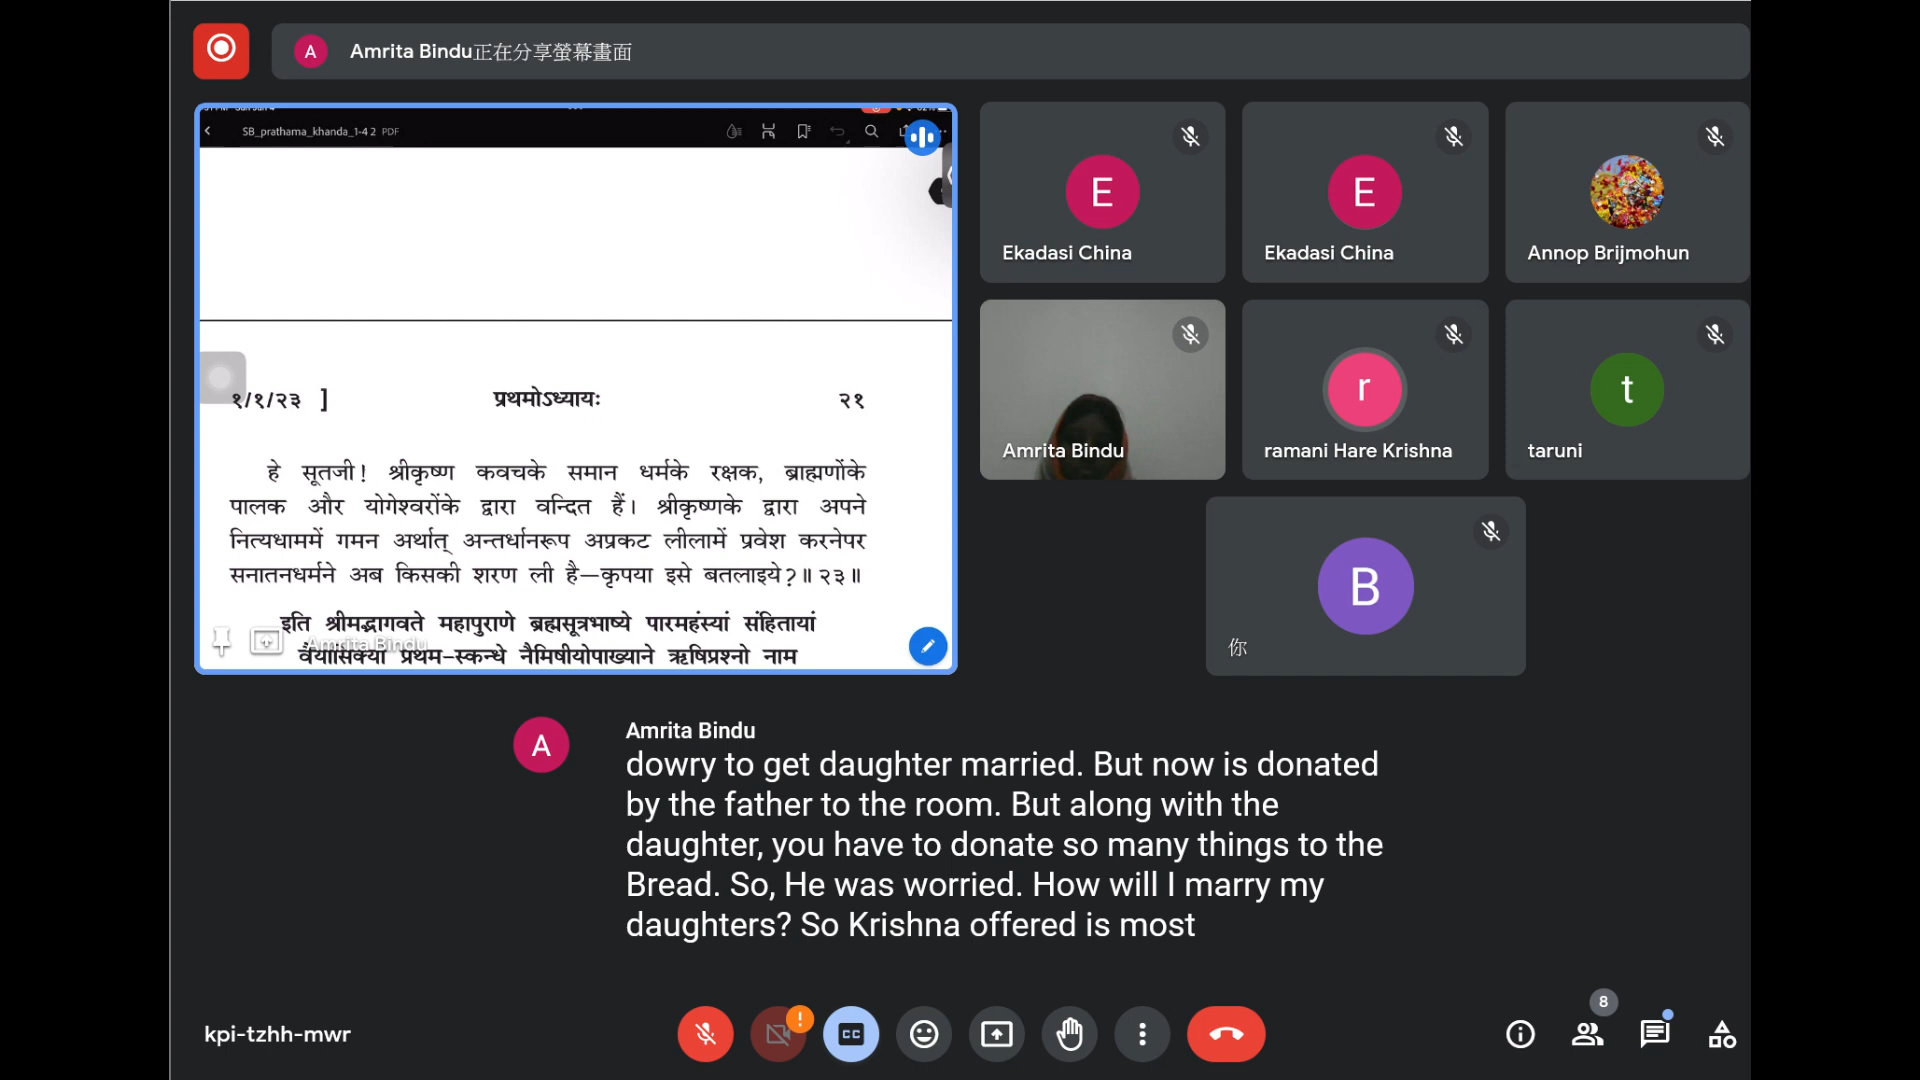 A Amrita Bindu正在分享螢幕畫面
SB_prathama_khanda_1-4 2 PDF
१/१/२३ ] प्रथमोऽध्यायः २१
हे सूतजी! श्रीकृष्ण कवचके समान धर्मके रक्षक, ब्राह्मणोंके
पालक और योगेश्वरोंके द्वारा वन्दित हैं। श्रीकृष्णके द्वारा अपने
नित्यधाममें गमन अर्थात् अन्तर्धानरूप अप्रकट लीलामें प्रवेश करनेपर
सनातनधर्मने अब किसकी शरण ली है—कृपया इसे बतलाइये?॥२३॥
इति श्रीमद्भागवते महापुराणे ब्रह्मसूत्रभाष्ये पारमहंस्यां संहितायां
वैयासिक्यां प्रथम-स्कन्धे नैमिषीयोपाख्याने ऋषिप्रश्नो नाम
Amrita Bindu
E
Ekadasi China
E
Ekadasi China
Annop Brijmohun
Amrita Bindu
r
ramani Hare Krishna
t
taruni
B
你
A
Amrita Bindu
dowry to get daughter married. But now is donated
by the father to the room. But along with the
daughter, you have to donate so many things to the
Bread. So, He was worried. How will I marry my
daughters? So Krishna offered is most
kpi-tzhh-mwr
!
CC
8